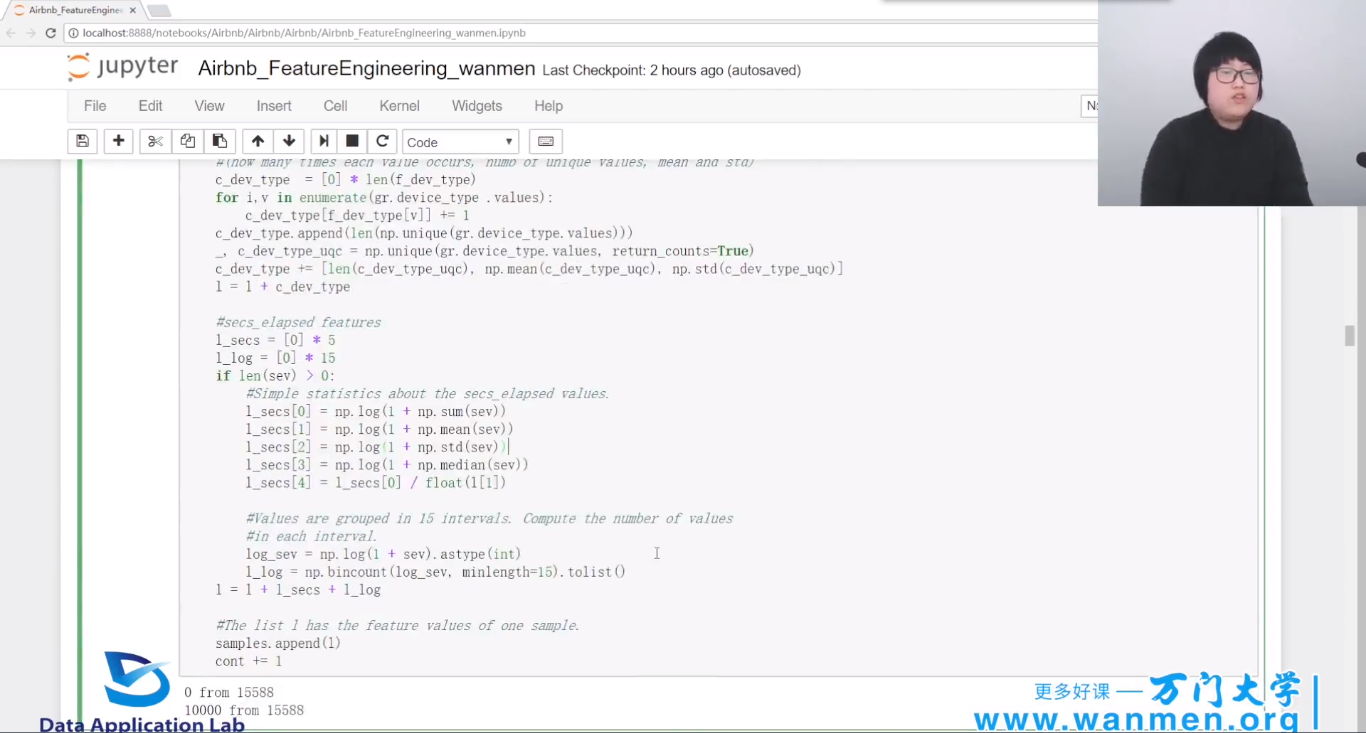 Airbnb_FeatureEngine
localhost:8888/notebooks/Airbnb/Airbnb/Airbnb/Airbnb_FeatureEngineering_wanmen.ipynb
jupyter Airbnb_FeatureEngineering_wanmen Last Checkpoint: 2 hours ago (autosaved)
File Edit View Insert Cell Kernel Widgets Help
Code
#(how many times each value occurs, numb of unique values, mean and std)
c_dev_type = [0] * len(f_dev_type)
for i,v in enumerate(gr.device_type .values):
    c_dev_type[f_dev_type[v]] += 1
c_dev_type.append(len(np.unique(gr.device_type.values)))
_, c_dev_type_uqc = np.unique(gr.device_type.values, return_counts=True)
c_dev_type += [len(c_dev_type_uqc), np.mean(c_dev_type_uqc), np.std(c_dev_type_uqc)]
l = l + c_dev_type
#secs_elapsed features
l_secs = [0] * 5
l_log = [0] * 15
if len(sev) > 0:
    #Simple statistics about the secs_elapsed values.
    l_secs[0] = np.log(1 + np.sum(sev))
    l_secs[1] = np.log(1 + np.mean(sev))
    l_secs[2] = np.log(1 + np.std(sev))
    l_secs[3] = np.log(1 + np.median(sev))
    l_secs[4] = l_secs[0] / float(l[1])
    #Values are grouped in 15 intervals. Compute the number of values
    #in each interval.
    log_sev = np.log(1 + sev).astype(int)
    l_log = np.bincount(log_sev, minlength=15).tolist()
l = l + l_secs + l_log
#The list l has the feature values of one sample.
samples.append(l)
cont += 1
0 from 15588
10000 from 15588
Data Application Lab
更多好课 — 万门大学
www.wanmen.org